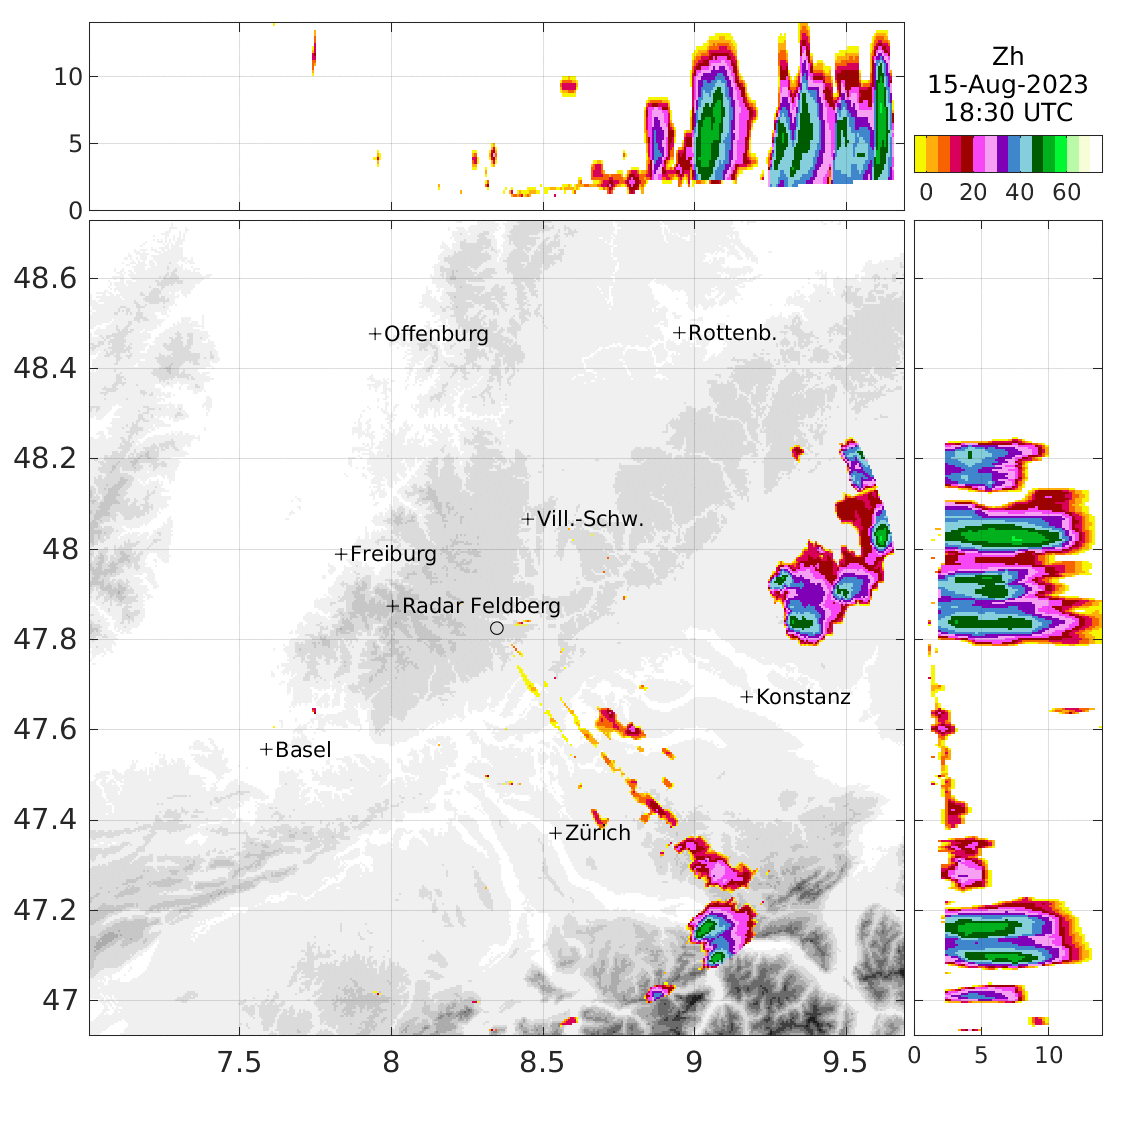 10
5
0
Zh
15-Aug-2023
18:30 UTC
0 20 40 60
48.6
48.4
48.2
48
47.8
47.6
47.4
47.2
47
+Offenburg
+Rottenb.
+Vill.-Schw.
+Freiburg
+Radar Feldberg
+Konstanz
+Basel
+Zürich
7.5 8 8.5 9 9.5
0 5 10